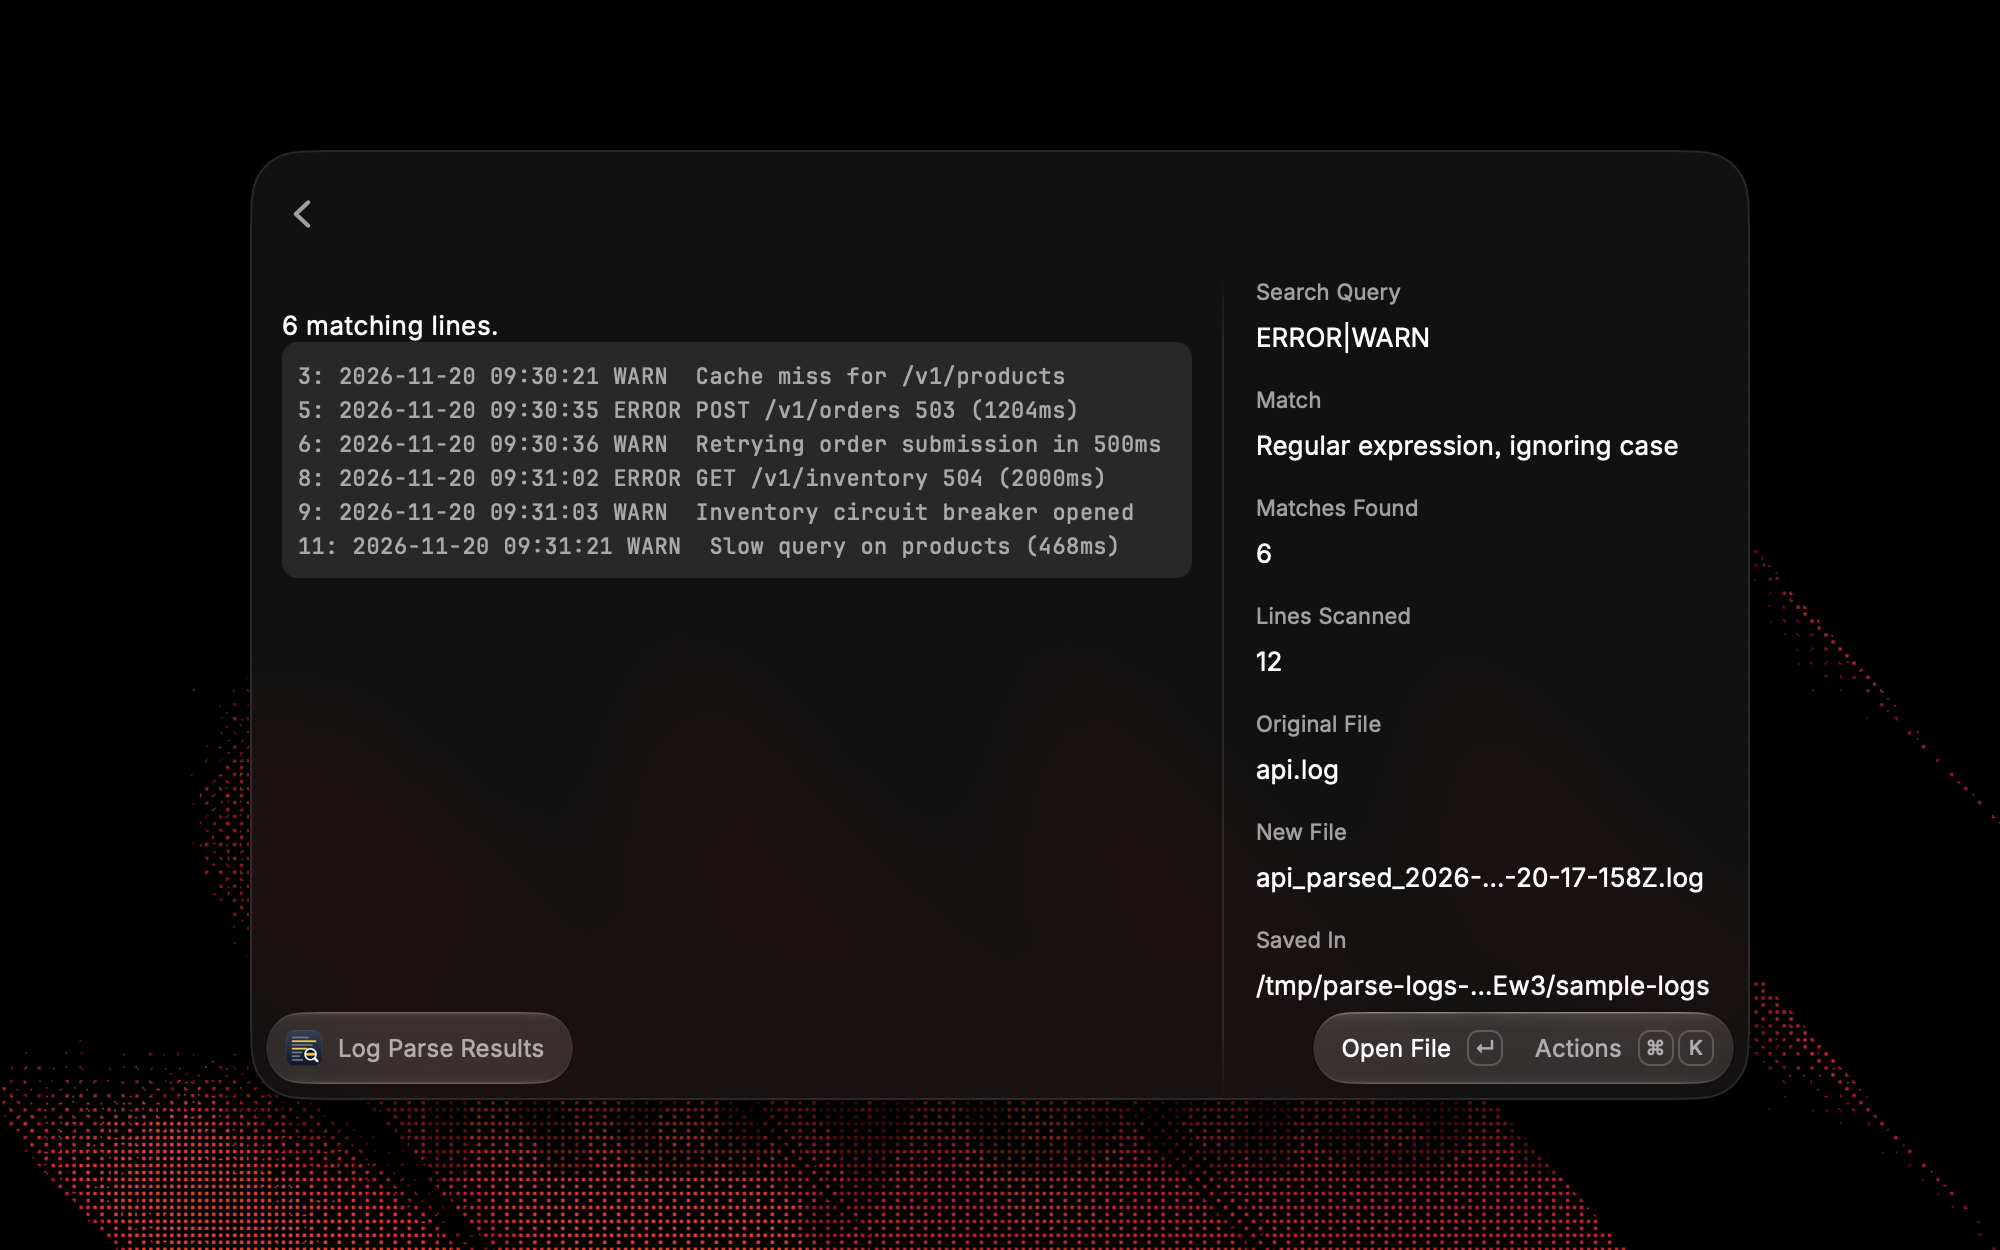 6 matching lines.
3: 2026-11-20 09:30:21 WARN  Cache miss for /v1/products
5: 2026-11-20 09:30:35 ERROR POST /v1/orders 503 (1204ms)
6: 2026-11-20 09:30:36 WARN  Retrying order submission in 500ms
8: 2026-11-20 09:31:02 ERROR GET /v1/inventory 504 (2000ms)
9: 2026-11-20 09:31:03 WARN  Inventory circuit breaker opened
11: 2026-11-20 09:31:21 WARN  Slow query on products (468ms)
Search Query
ERROR|WARN
Match
Regular expression, ignoring case
Matches Found
6
Lines Scanned
12
Original File
api.log
New File
api_parsed_2026-...-20-17-158Z.log
Saved In
/tmp/parse-logs-...Ew3/sample-logs
Log Parse Results
Open File ↵ Actions ⌘ K